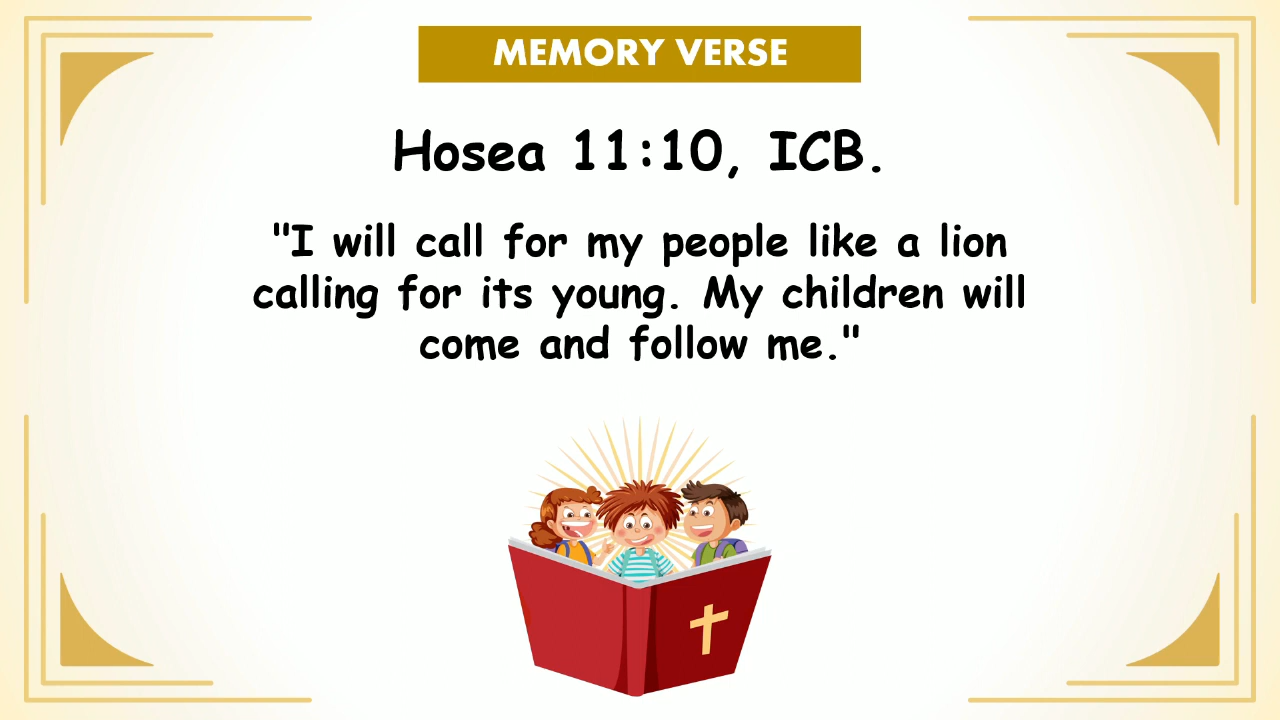 MEMORY VERSE
Hosea 11:10, ICB.
"I will call for my people like a lion
calling for its young. My children will
come and follow me."